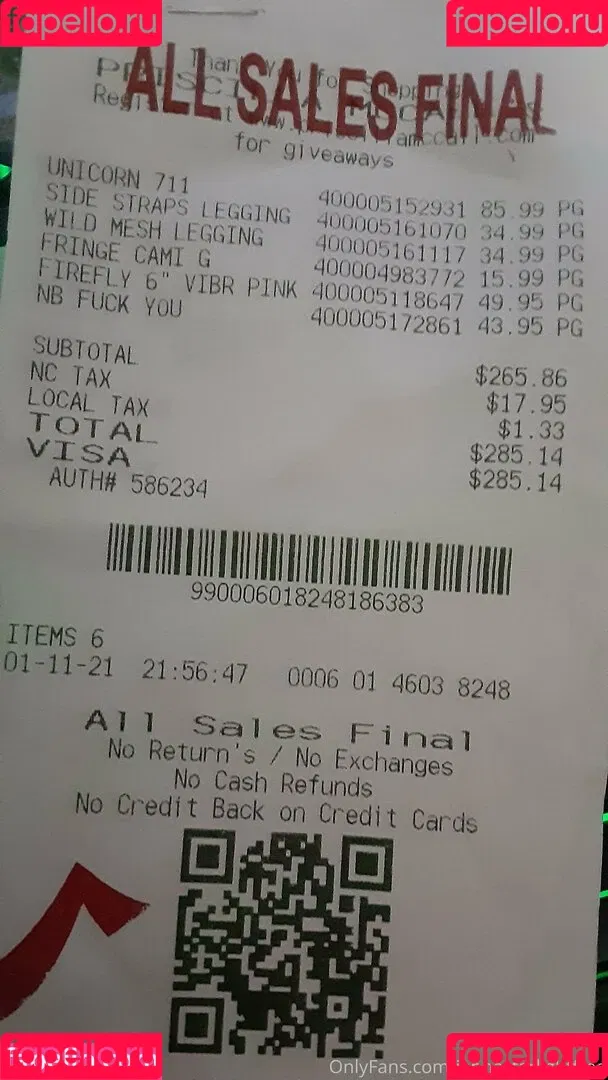 fapello.ru fapello.ru
ALL SALES FINAL
for giveaways
UNICORN 711 400005152931 85.99 PG
SIDE STRAPS LEGGING 400005161070 34.99 PG
WILD MESH LEGGING 400005161117 34.99 PG
FRINGE CAMI G 400004983772 15.99 PG
FIREFLY 6" VIBR PINK 400005118647 49.95 PG
NB FUCK YOU 400005172861 43.95 PG
SUBTOTAL $265.86
NC TAX $17.95
LOCAL TAX $1.33
TOTAL $285.14
VISA $285.14
AUTH# 586234
990006018248186383
ITEMS 6
01-11-21 21:56:47 0006 01 4603 8248
All Sales Final
No Return's / No Exchanges
No Cash Refunds
No Credit Back on Credit Cards
fapello.ru fapello.ru
OnlyFans.com